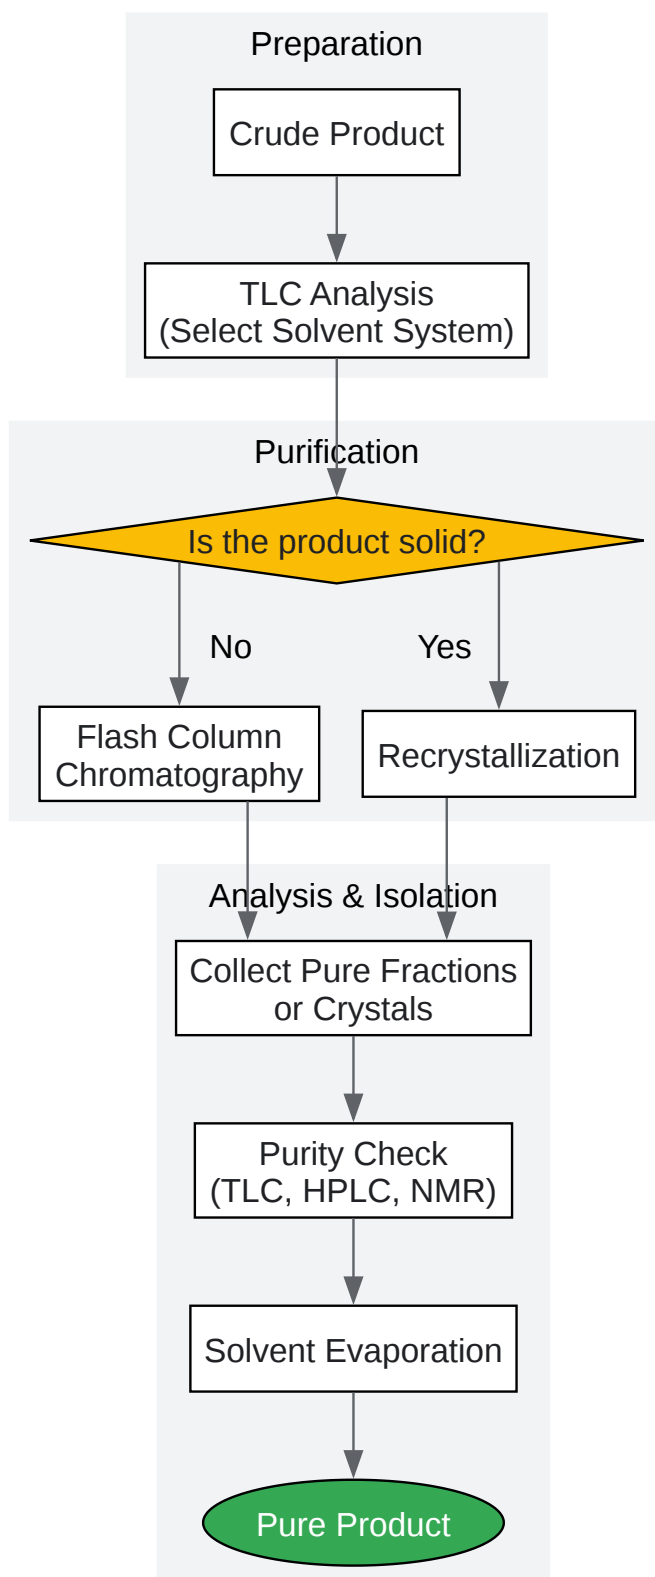 Preparation
Crude Product
TLC Analysis
(Select Solvent System)
Purification
Is the product solid?
No
Yes
Flash Column
Chromatography
Recrystallization
Analysis & Isolation
Collect Pure Fractions
or Crystals
Purity Check
(TLC, HPLC, NMR)
Solvent Evaporation
Pure Product